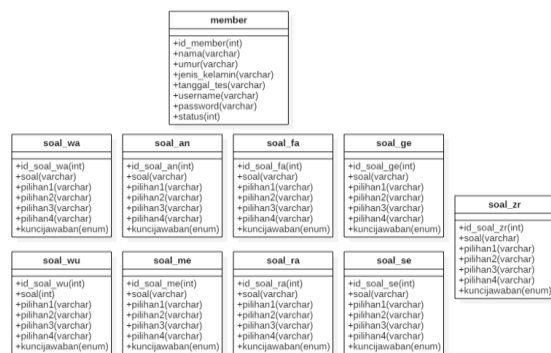 member
+id_member(int)
+nama(varchar)
+umur(varchar)
+jenis_kelamin(varchar)
+tanggal_tes(varchar)
+username(varchar)
+password(varchar)
+status(int)
soal_wa
+id_soal_wa(int)
+soal(varchar)
+pilihan1(varchar)
+pilihan2(varchar)
+pilihan3(varchar)
+pilihan4(varchar)
+kuncijawaban(enum)
soal_an
+id_soal_an(int)
+soal(varchar)
+pilihan1(varchar)
+pilihan2(varchar)
+pilihan3(varchar)
+pilihan4(varchar)
+kuncijawaban(enum)
soal_fa
+id_soal_fa(int)
+soal(varchar)
+pilihan1(varchar)
+pilihan2(varchar)
+pilihan3(varchar)
+pilihan4(varchar)
+kuncijawaban(enum)
soal_ge
+id_soal_ge(int)
+soal(varchar)
+pilihan1(varchar)
+pilihan2(varchar)
+pilihan3(varchar)
+pilihan4(varchar)
+kuncijawaban(enum)
soal_zr
+id_soal_zr(int)
+soal(varchar)
+pilihan1(varchar)
+pilihan2(varchar)
+pilihan3(varchar)
+pilihan4(varchar)
+kuncijawaban(enum)
soal_wu
+id_soal_wu(int)
+soal(int)
+pilihan1(varchar)
+pilihan2(varchar)
+pilihan3(varchar)
+pilihan4(varchar)
+kuncijawaban(enum)
soal_me
+id_soal_me(int)
+soal(varchar)
+pilihan1(varchar)
+pilihan2(varchar)
+pilihan3(varchar)
+pilihan4(varchar)
+kuncijawaban(enum)
soal_ra
+id_soal_ra(int)
+soal(varchar)
+pilihan1(varchar)
+pilihan2(varchar)
+pilihan3(varchar)
+pilihan4(varchar)
+kuncijawaban(enum)
soal_se
+id_soal_se(int)
+soal(varchar)
+pilihan1(varchar)
+pilihan2(varchar)
+pilihan3(varchar)
+pilihan4(varchar)
+kuncijawaban(enum)